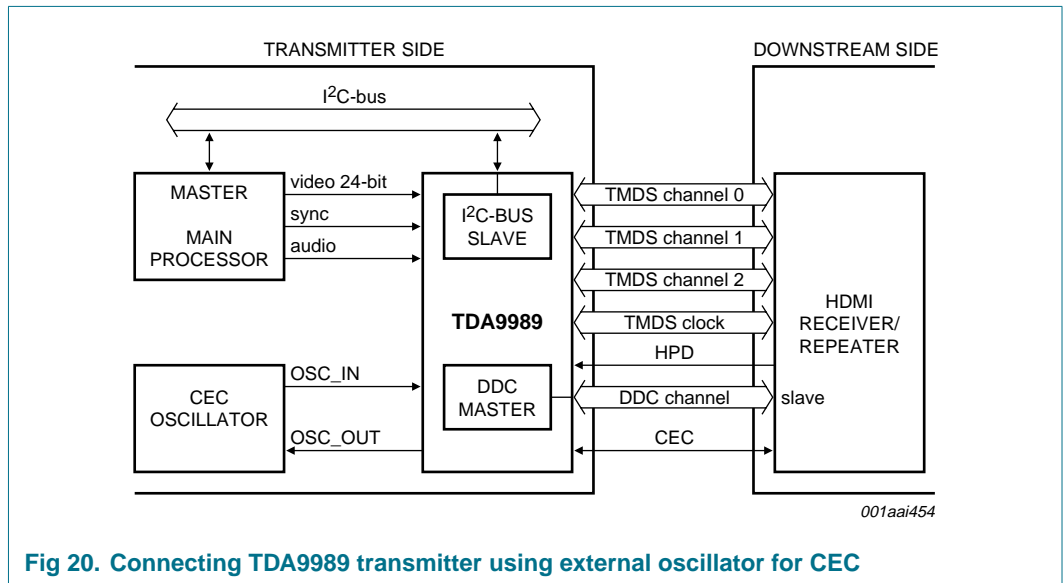 TRANSMITTER SIDE
DOWNSTREAM SIDE
I2C-bus
MASTER
MAIN
PROCESSOR
video 24-bit
sync
audio
I2C-BUS
SLAVE
TDA9989
TMDS channel 0
TMDS channel 1
TMDS channel 2
TMDS clock
HPD
DDC channel
CEC
HDMI
RECEIVER/
REPEATER
slave
CEC
OSCILLATOR
OSC_IN
OSC_OUT
DDC
MASTER
001aai454
Fig 20. Connecting TDA9989 transmitter using external oscillator for CEC